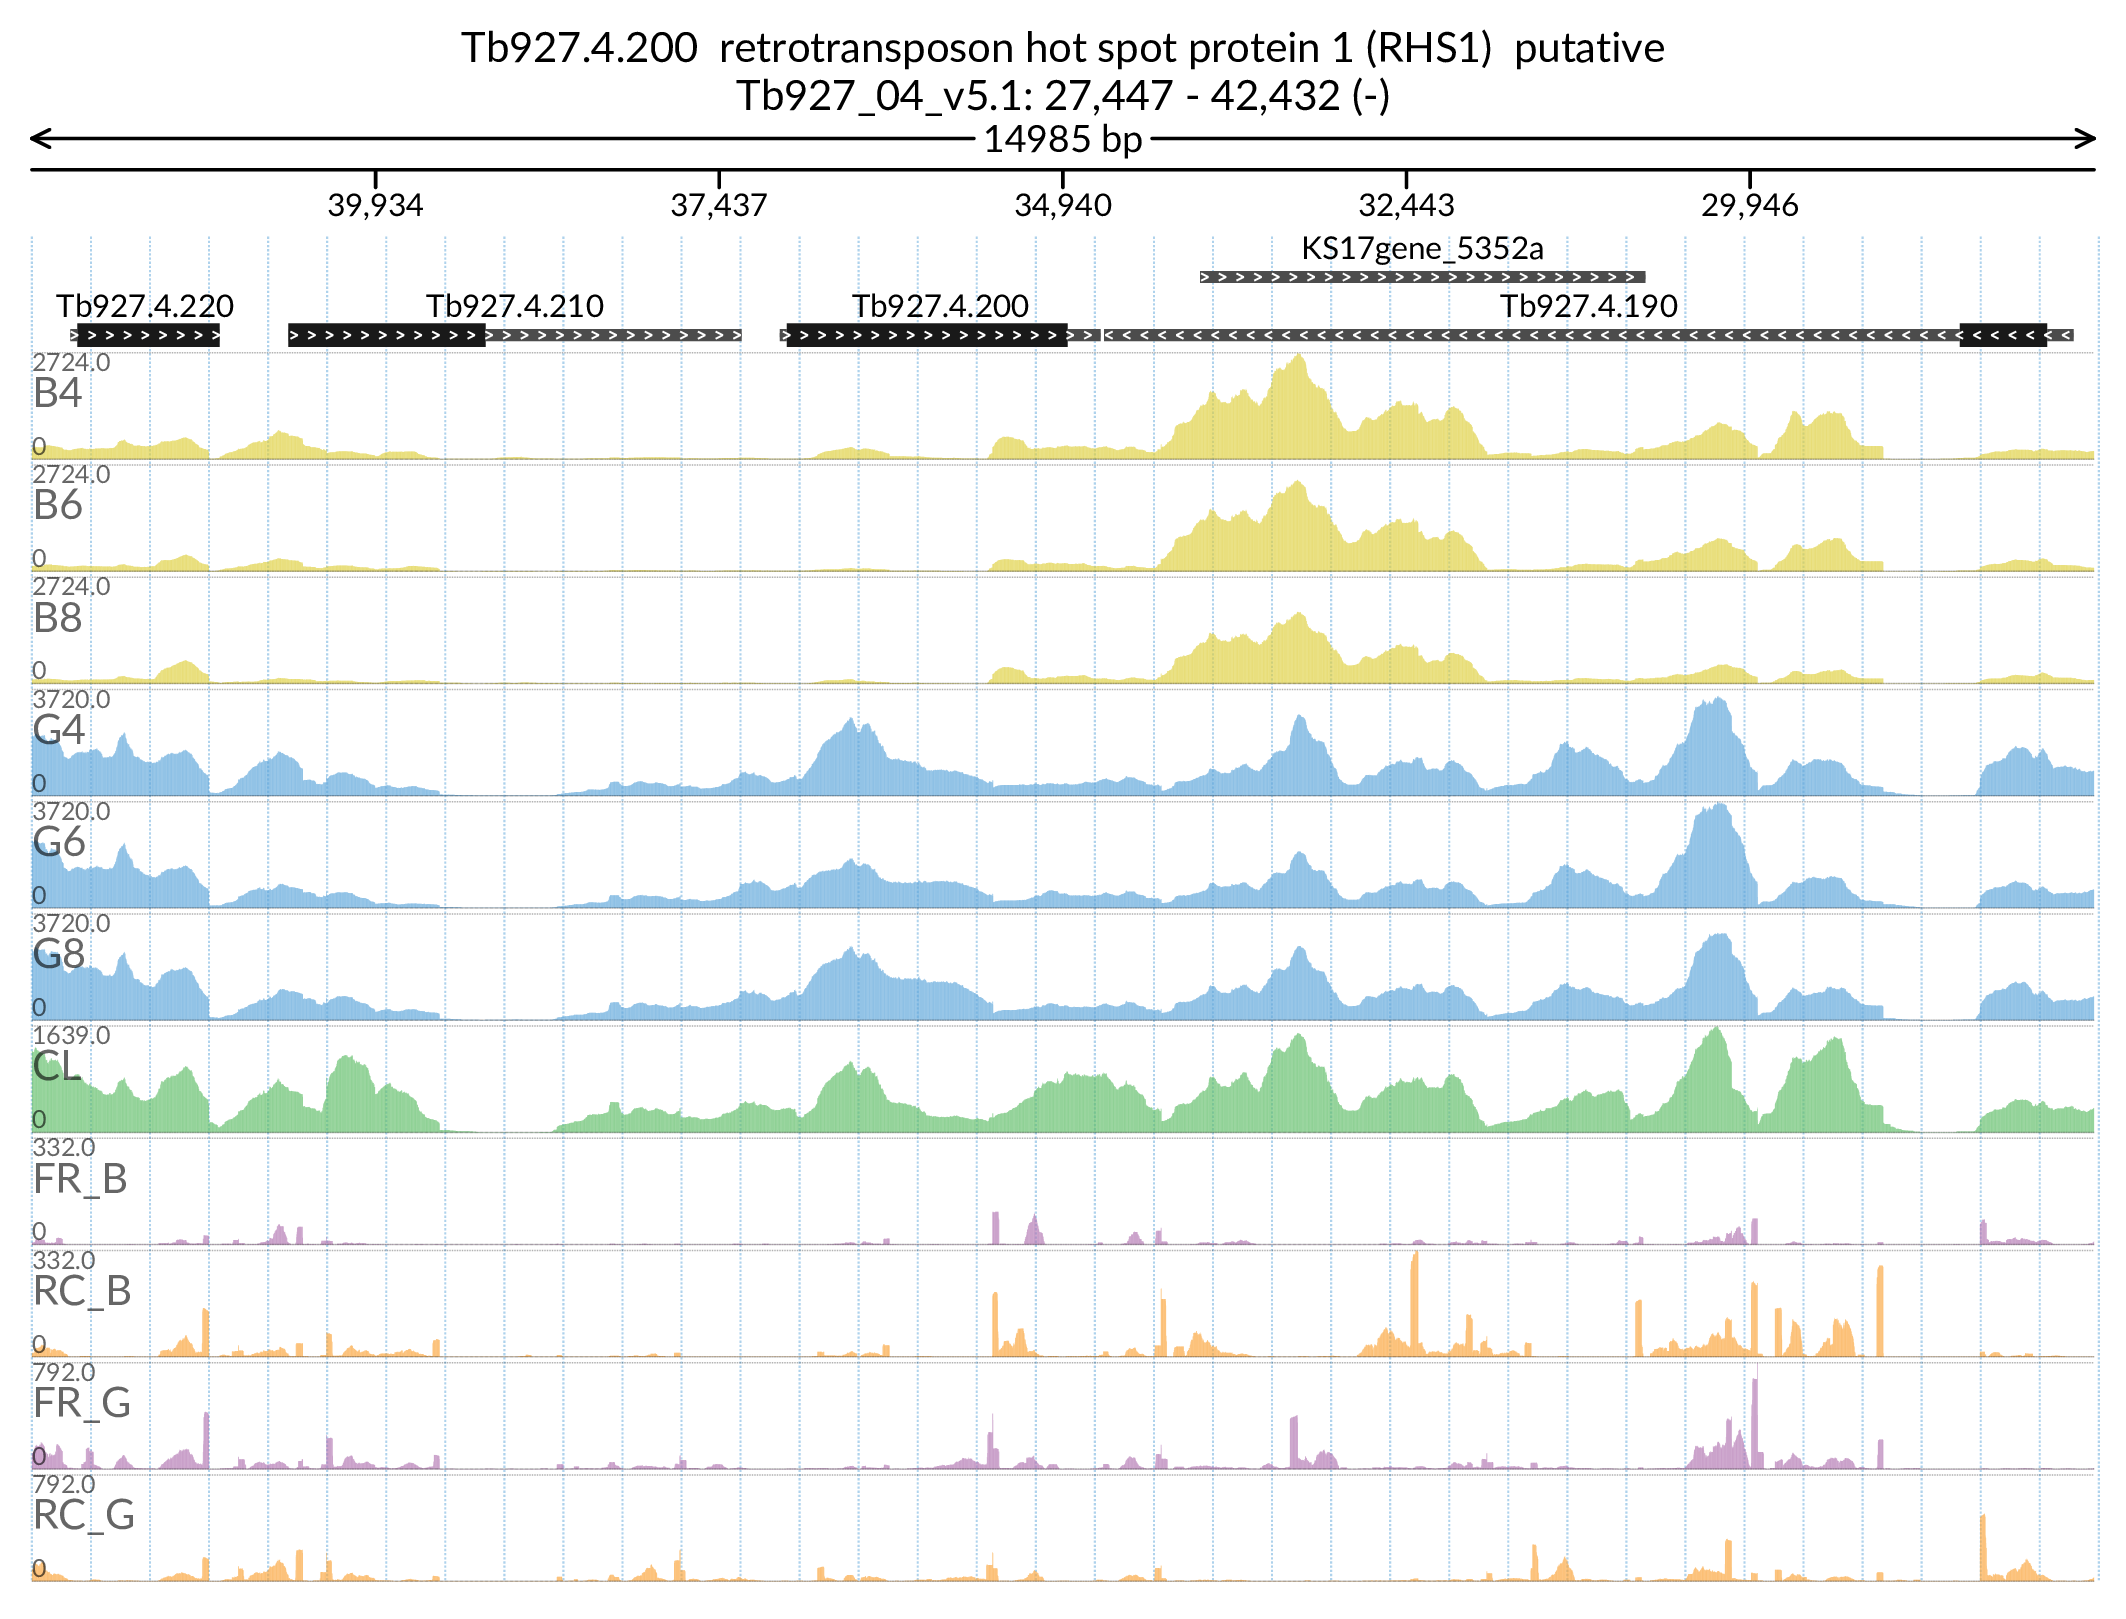 Tb927.4.200 retrotransposon hot spot protein 1 (RHS1) putative
Tb927_04_v5.1: 27,447 - 42,432 (-)
14985 bp
39,934 37,437 34,940 32,443 29,946
KS17gene_5352a
Tb927.4.220 Tb927.4.210 Tb927.4.200 Tb927.4.190
2724.0
B4
0
2724.0
B6
0
2724.0
B8
0
3720.0
G4
0
3720.0
G6
0
3720.0
G8
0
1639.0
CL
0
332.0
FR_B
0
332.0
RC_B
0
792.0
FR_G
0
792.0
RC_G
0